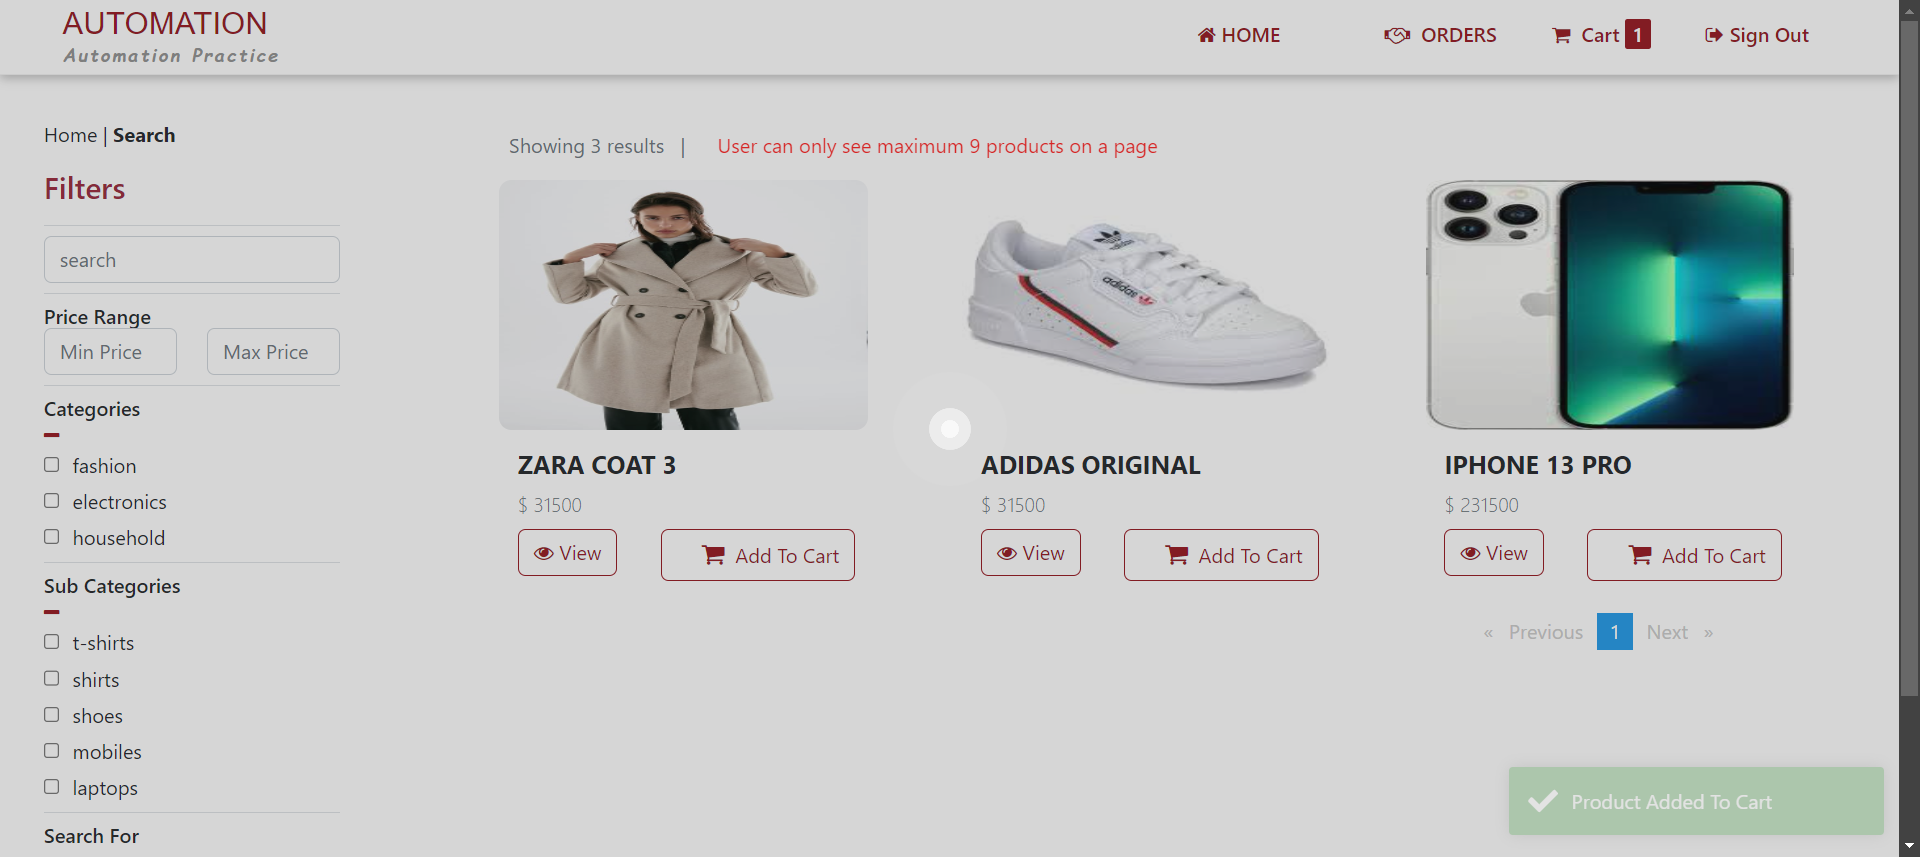 AUTOMATION
Automation Practice
HOME
ORDERS
Cart 1
Sign Out
Home | Search
Filters
search
Price Range
Min Price
Max Price
Categories
fashion
electronics
household
Sub Categories
t-shirts
shirts
shoes
mobiles
laptops
Search For
Showing 3 results |
User can only see maximum 9 products on a page
adidas
adidas
ZARA COAT 3
$ 31500
View
Add To Cart
ADIDAS ORIGINAL
$ 31500
View
Add To Cart
IPHONE 13 PRO
$ 231500
View
Add To Cart
« Previous 1 Next »
Product Added To Cart